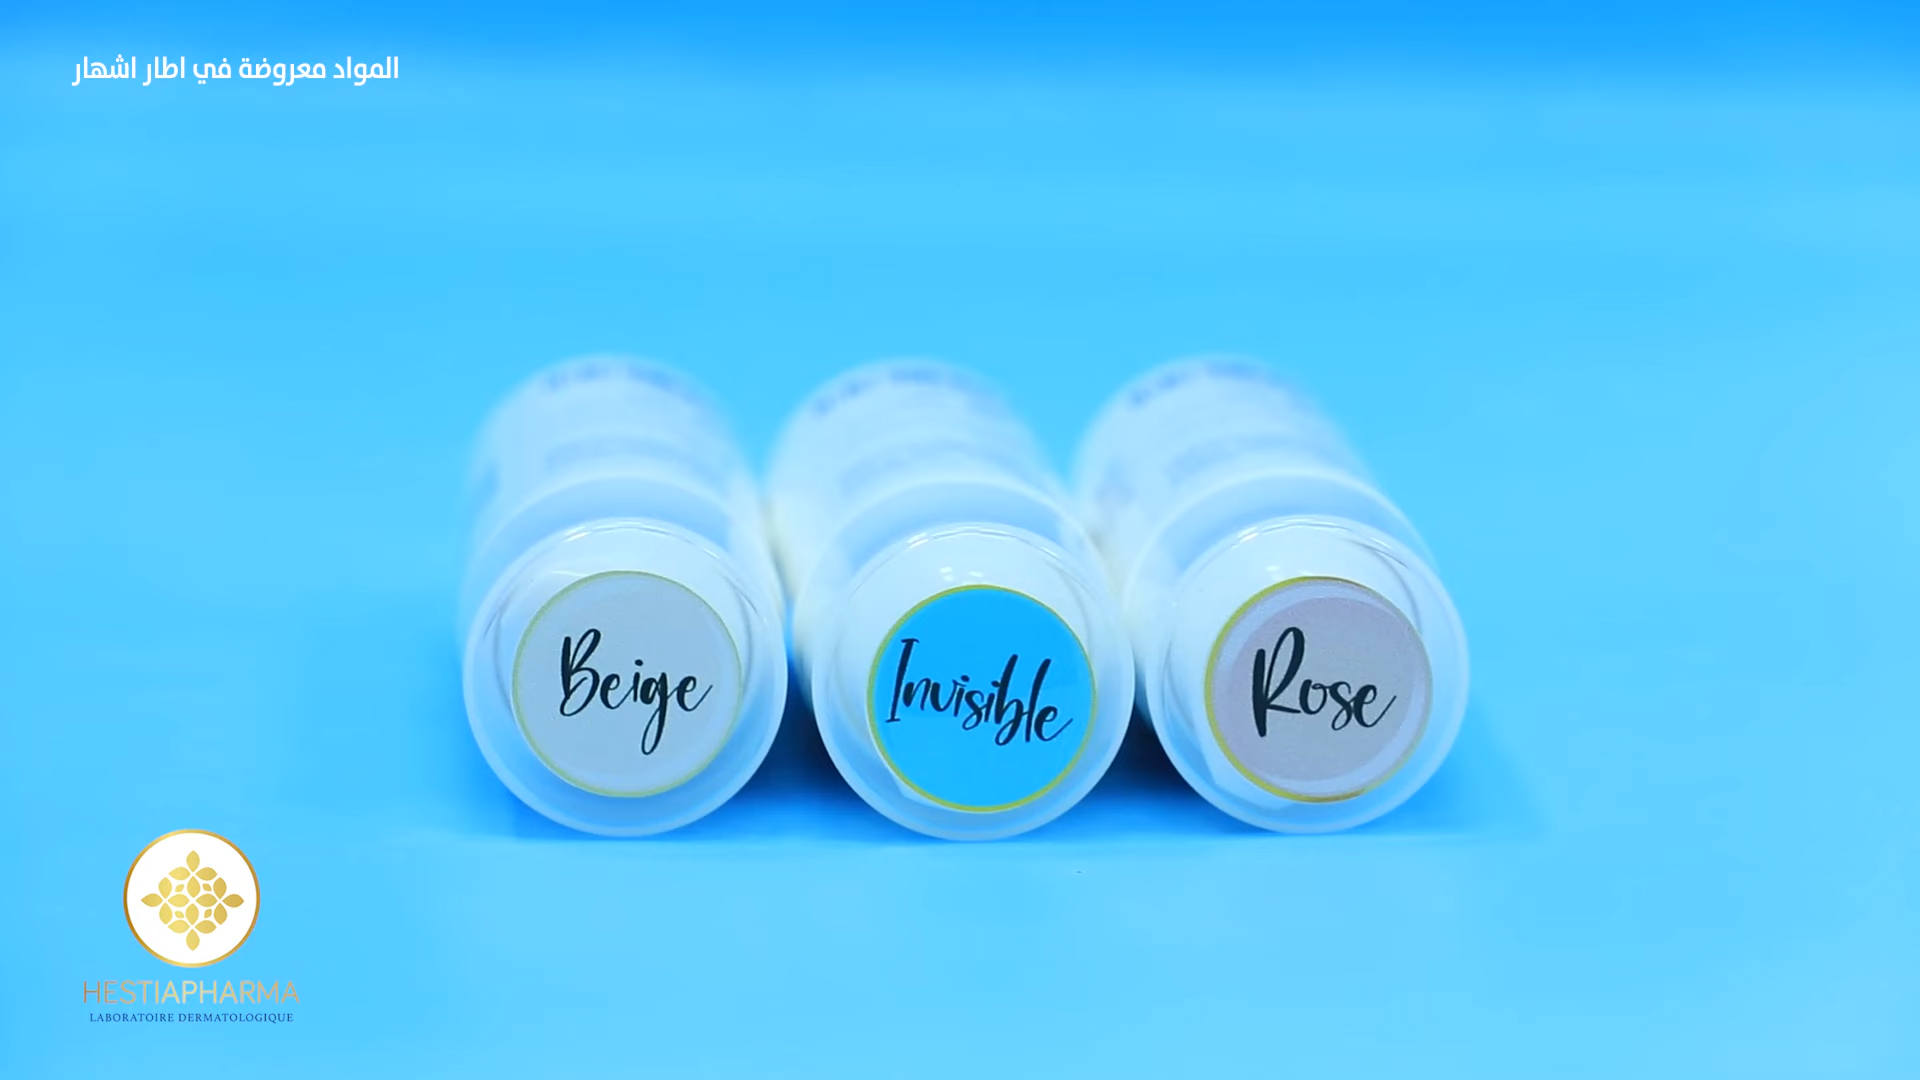 المواد معروضة في اطار اشهار
Beige
Invisible
Rose
HESTIAPHARMA
LABORATOIRE DERMATOLOGIQUE